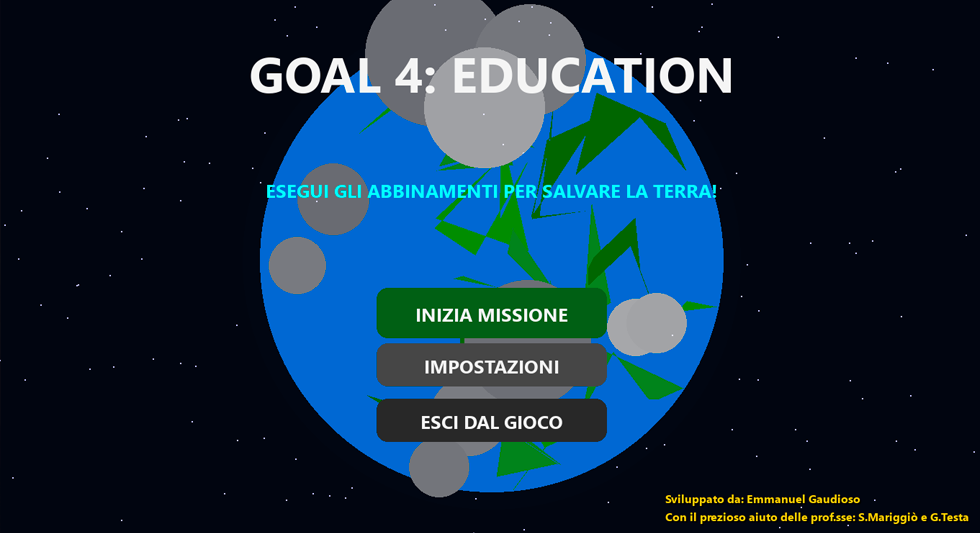 GOAL 4: EDUCATION
ESEGUI GLI ABBINAMENTI PER SALVARE LA TERRA!
INIZIA MISSIONE
IMPOSTAZIONI
ESCI DAL GIOCO
Sviluppato da: Emmanuel Gaudioso
Con il prezioso aiuto delle prof.sse: S.Mariggiò e G.Testa